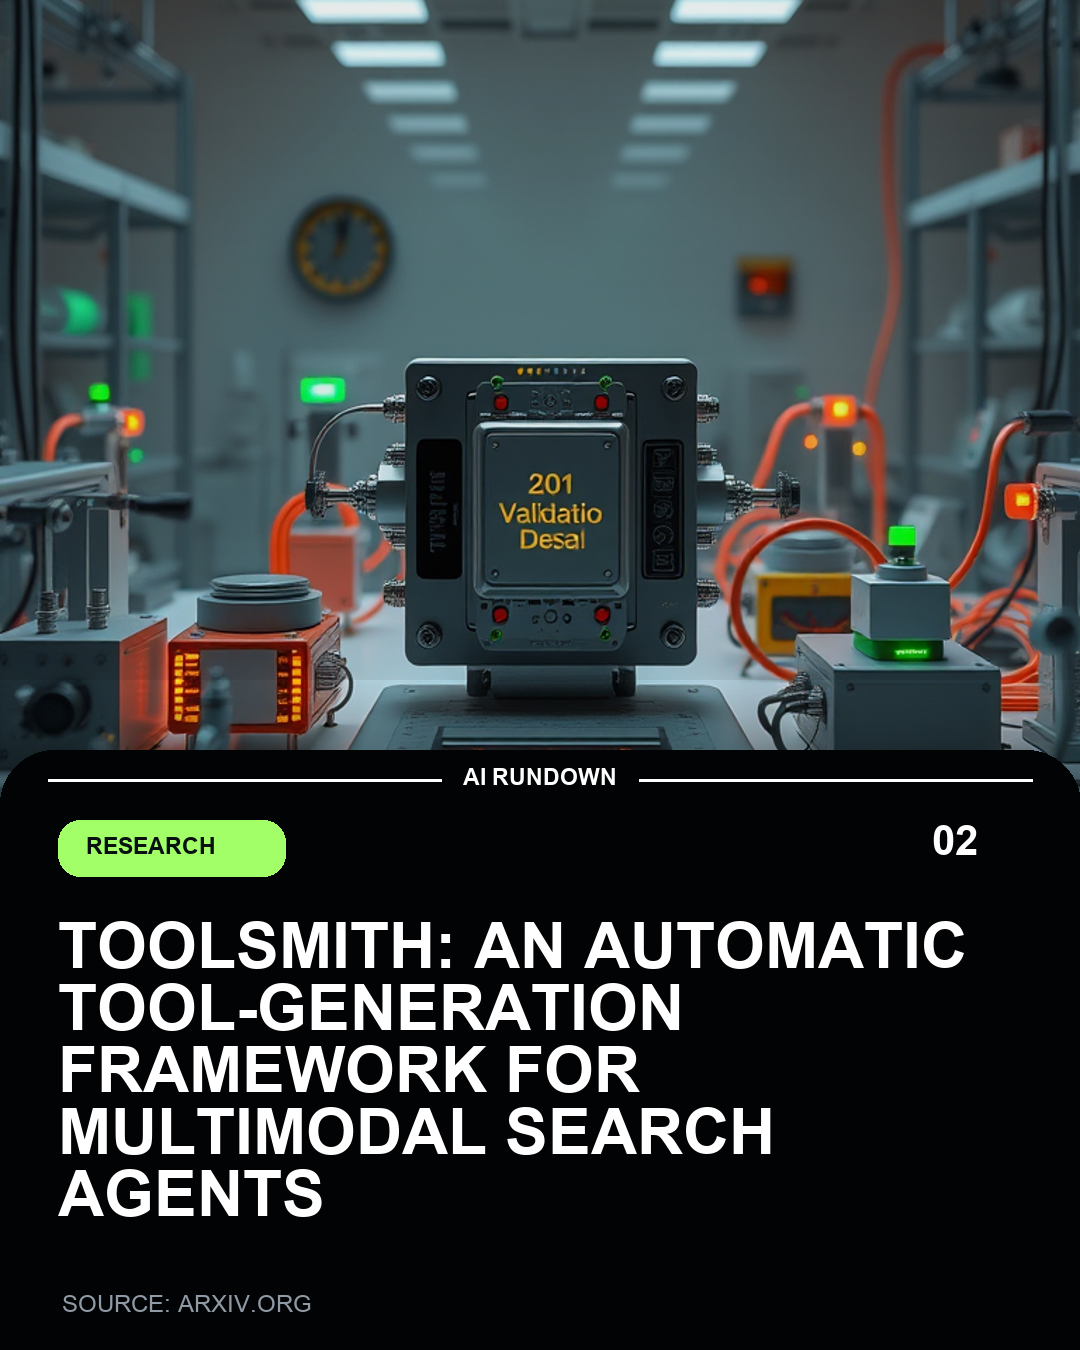 201
Validatio
Desal
AI RUNDOWN
RESEARCH
02
TOOLSMITH: AN AUTOMATIC
TOOL-GENERATION
FRAMEWORK FOR
MULTIMODAL SEARCH
AGENTS
SOURCE: ARXIV.ORG